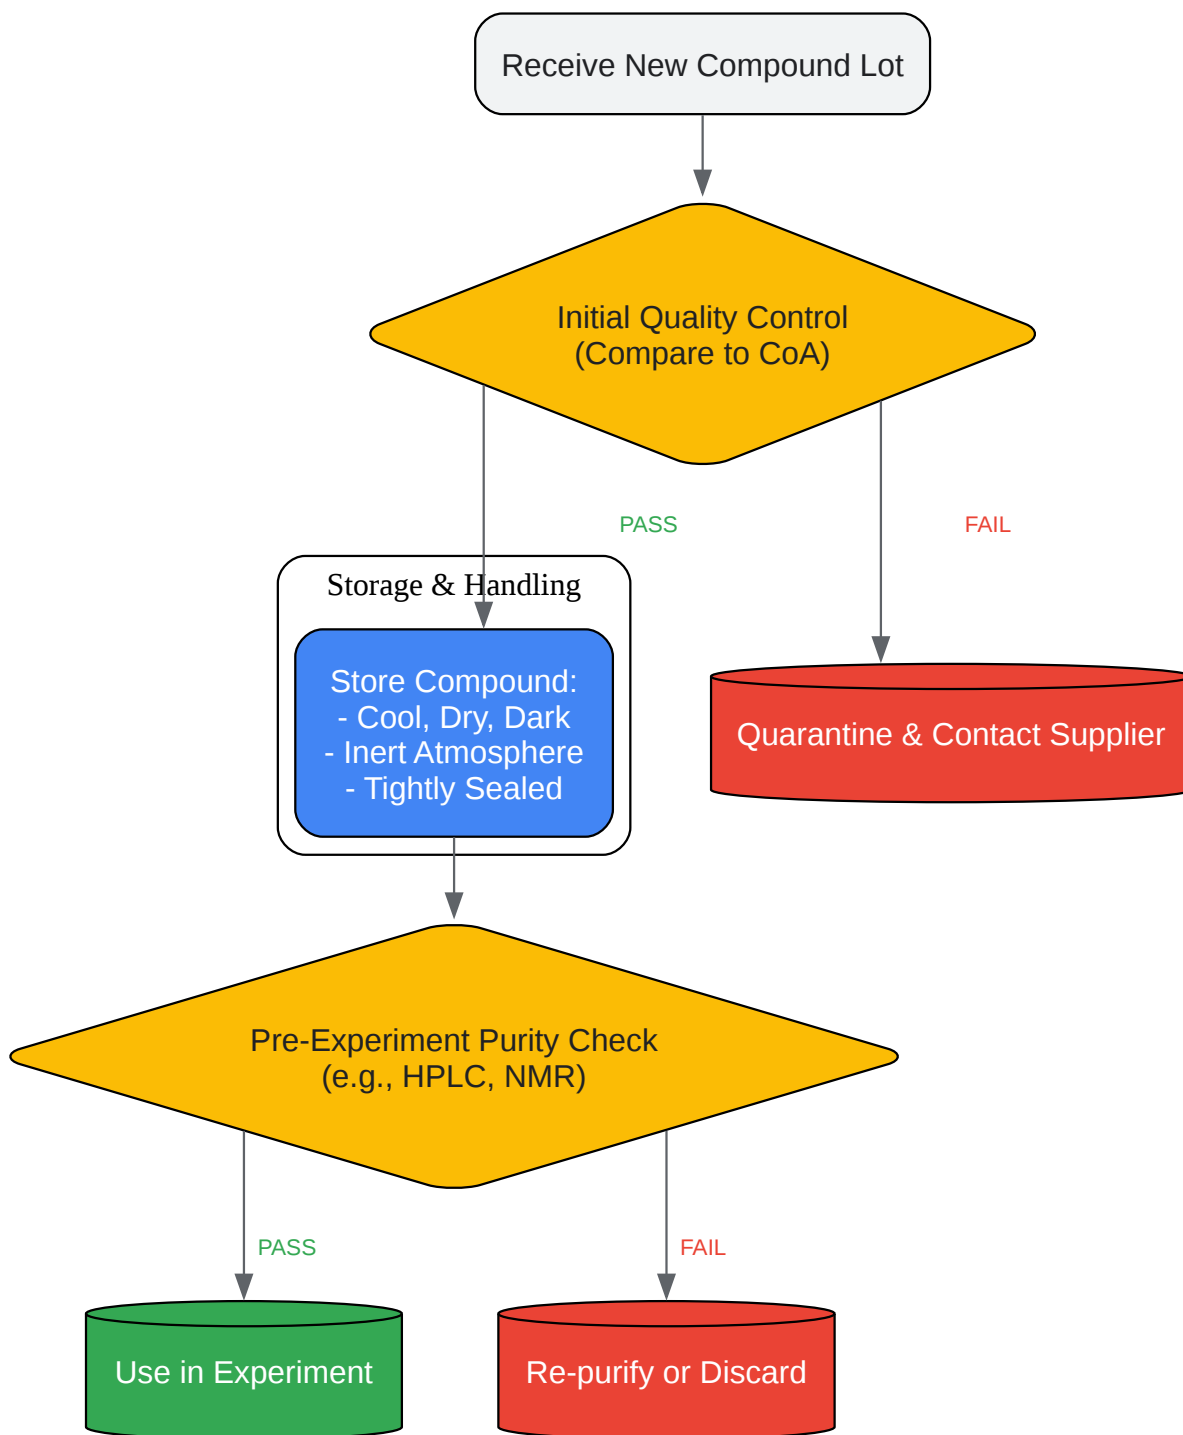 Receive New Compound Lot
Initial Quality Control
(Compare to CoA)
PASS
FAIL
Storage & Handling
Store Compound:
- Cool, Dry, Dark
- Inert Atmosphere
- Tightly Sealed
Quarantine & Contact Supplier
Pre-Experiment Purity Check
(e.g., HPLC, NMR)
PASS
FAIL
Use in Experiment
Re-purify or Discard